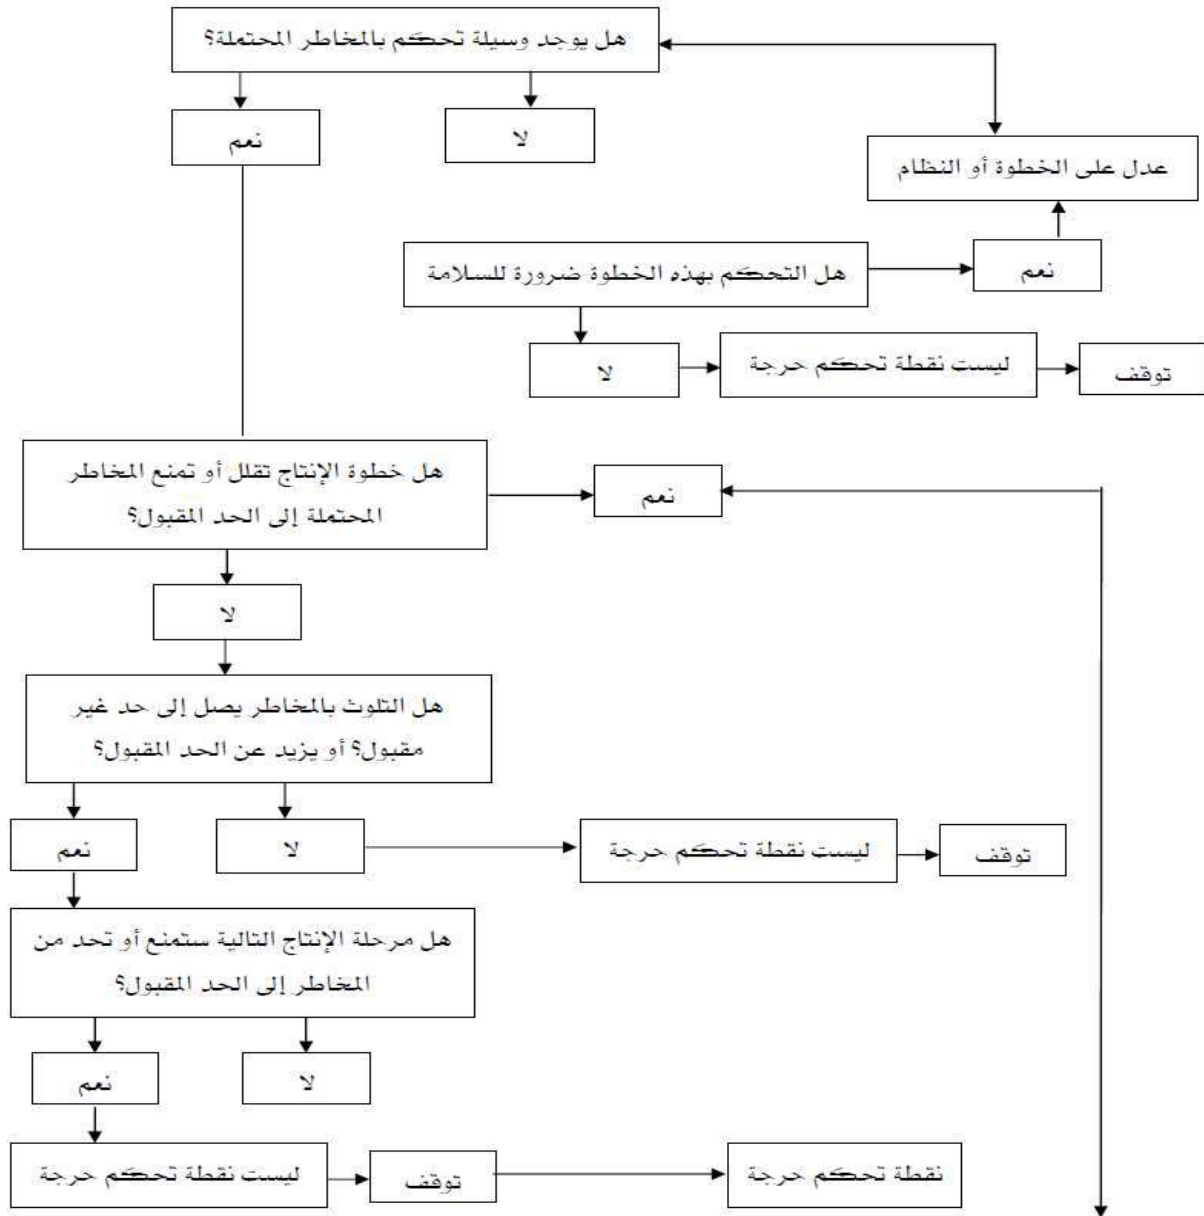 هل يوجد وسيلة تحكم بالمخاطر المحتملة؟
نعم
لا
عدل على الخطوة أو النظام
هل التحكم بهذه الخطوة ضرورة للسلامة
نعم
لا
ليست نقطة تحكم حرجة
توقف
هل خطوة الإنتاج تقلل أو تمنع المخاطر
المحتملة إلى الحد المقبول؟
نعم
لا
هل التلوث بالمخاطر يصل إلى حد غير
مقبول؟ أو يزيد عن الحد المقبول؟
نعم
لا
ليست نقطة تحكم حرجة
توقف
هل مرحلة الإنتاج التالية ستمنع أو تحد من
المخاطر إلى الحد المقبول؟
نعم
لا
ليست نقطة تحكم حرجة
توقف
نقطة تحكم حرجة